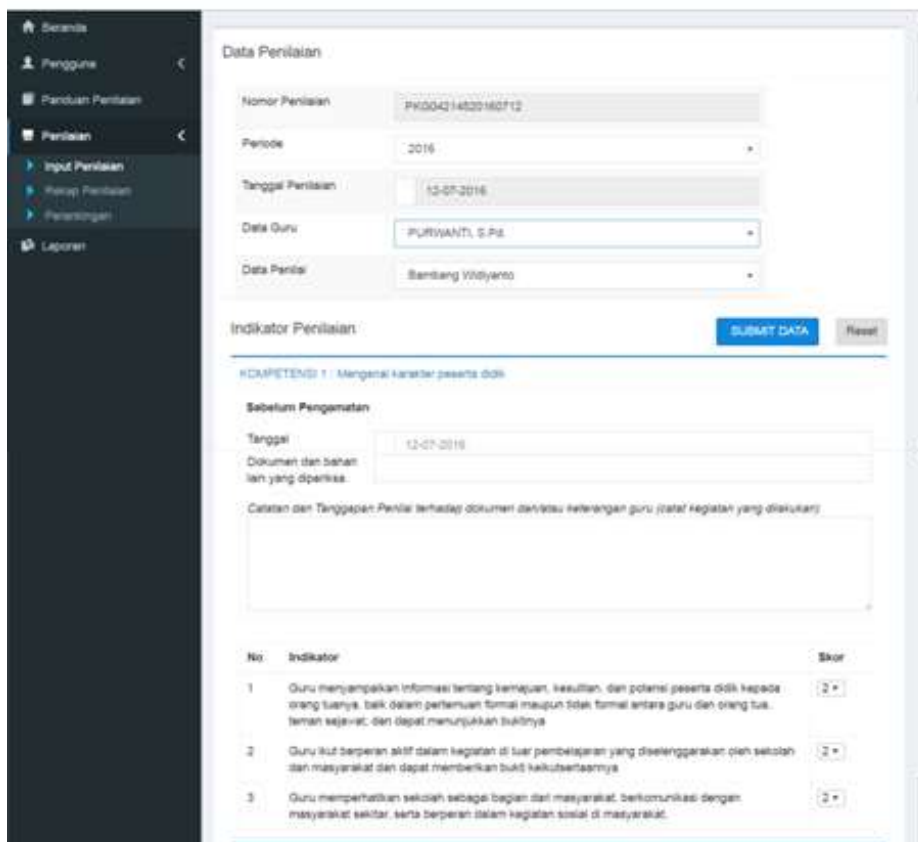 Beranda
Pengguna
Panduan Penilaian
Penilaian
Input Penilaian
Rekap Penilaian
Perankingan
Laporan
Data Penilaian
Nomor Penilaian PKG04214520160712
Periode 2016
Tanggal Penilaian 12-07-2016
Data Guru PURWANTI, S.Pd.
Data Penilai Bambang Widiyanto
Indikator Penilaian SUBMIT DATA Reset
KOMPETENSI 1 : Mengenal karakter peserta didik
Sebelum Pengamatan
Tanggal 12-07-2016
Dokumen dan bahan
lain yang diperiksa.
Catatan dan Tanggapan Penilai terhadap dokumen dan/atau keterangan guru (catat kegiatan yang dilakukan)
No Indikator Skor
1 Guru menyampaikan informasi tentang kemajuan, kesulitan, dan potensi peserta didik kepada 2
orang tuanya, baik dalam pertemuan formal maupun tidak formal antara guru dan orang tua,
teman sejawat, dan dapat menunjukkan buktinya
2 Guru ikut berperan aktif dalam kegiatan di luar pembelajaran yang diselenggarakan oleh sekolah 2
dan masyarakat dan dapat memberikan bukti keikutsertaannya
3 Guru memperhatikan sekolah sebagai bagian dari masyarakat, berkomunikasi dengan 2
masyarakat sekitar, serta berperan dalam kegiatan sosial di masyarakat.